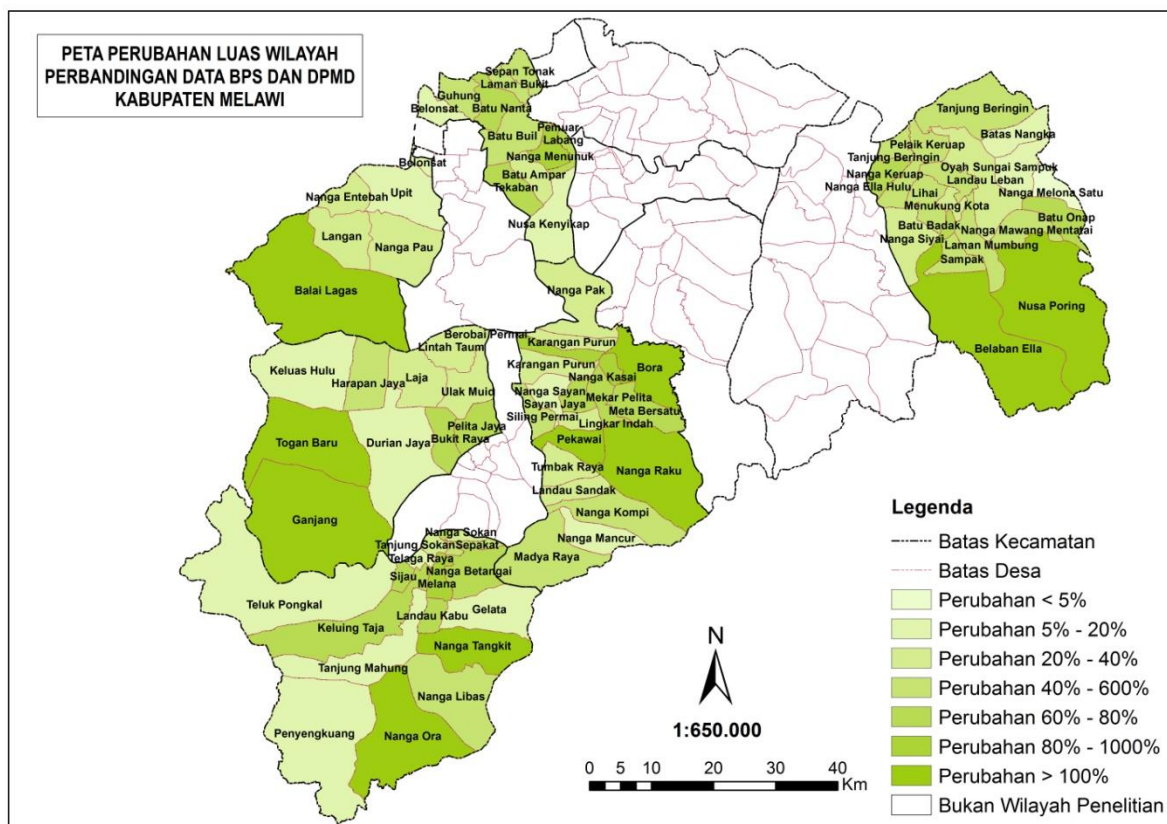 PETA PERUBAHAN LUAS WILAYAH
PERBANDINGAN DATA BPS DAN DPMD
KABUPATEN MELAWI
Sepan Tonak
Laman Bukit
Guhung
Belonsat
Batu Nanta
Batu Buil
Pemuar
Labang
Nanga Menunuk
Belonsat
Batu Ampar
Tekaban
Nanga Entebah
Upit
Nusa Kenyikap
Langan
Nanga Pau
Balai Lagas
Nanga Pak
Tanjung Beringin
Batas Nangka
Pelaik Keruap
Tanjung Beringin
Oyah Sungai Sampuk
Nanga Keruap
Landau Leban
Nanga Ella Hulu
Lihai
Nanga Melona Satu
Menukung Kota
Batu Onap
Batu Badak
Nanga Mawang Mentatai
Nanga Siyai
Laman Mumbung
Sampak
Nusa Poring
Belaban Ella
Berobai Permai
Lintah Taum
Karangan Purun
Keluas Hulu
Harapan Jaya
Laja
Karangan Purun
Bora
Nanga Kasai
Ulak Muid
Nanga Sayan
Mekar Pelita
Sayan Jaya
Meta Bersatu
Siling Permai
Lingkar Indah
Pelita Jaya
Bukit Raya
Togan Baru
Durian Jaya
Pekawai
Tumbak Raya
Nanga Raku
Landau Sandak
Nanga Kompi
Ganjang
Nanga Sokan
Nanga Mancur
Tanjung Sokan
Sepakat
Telaga Raya
Madya Raya
Sijau
Nanga Betangai
Melana
Teluk Pongkal
Landau Kabu
Gelata
Keluing Taja
Nanga Tangkit
Tanjung Mahung
Nanga Libas
Penyengkuang
Nanga Ora
N
1:650.000
0 5 10 20 30 40
Km
Legenda
Batas Kecamatan
Batas Desa
Perubahan < 5%
Perubahan 5% - 20%
Perubahan 20% - 40%
Perubahan 40% - 600%
Perubahan 60% - 80%
Perubahan 80% - 1000%
Perubahan > 100%
Bukan Wilayah Penelitian